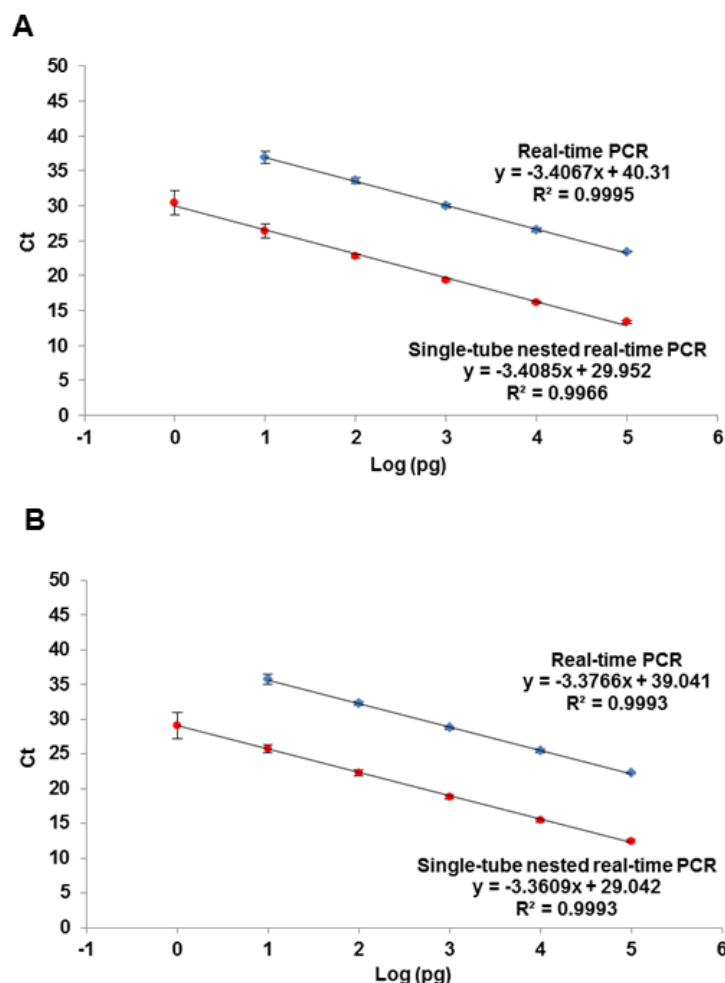 A
50
45
40
35
30
25
20
15
10
5
0
Ct
Real-time PCR
y = -3.4067x + 40.31
R² = 0.9995
Single-tube nested real-time PCR
y = -3.4085x + 29.952
R² = 0.9966
-1 0 1 2 3 4 5 6
Log (pg)
B
50
45
40
35
30
25
20
15
10
5
0
Ct
Real-time PCR
y = -3.3766x + 39.041
R² = 0.9993
Single-tube nested real-time PCR
y = -3.3609x + 29.042
R² = 0.9993
-1 0 1 2 3 4 5 6
Log (pg)